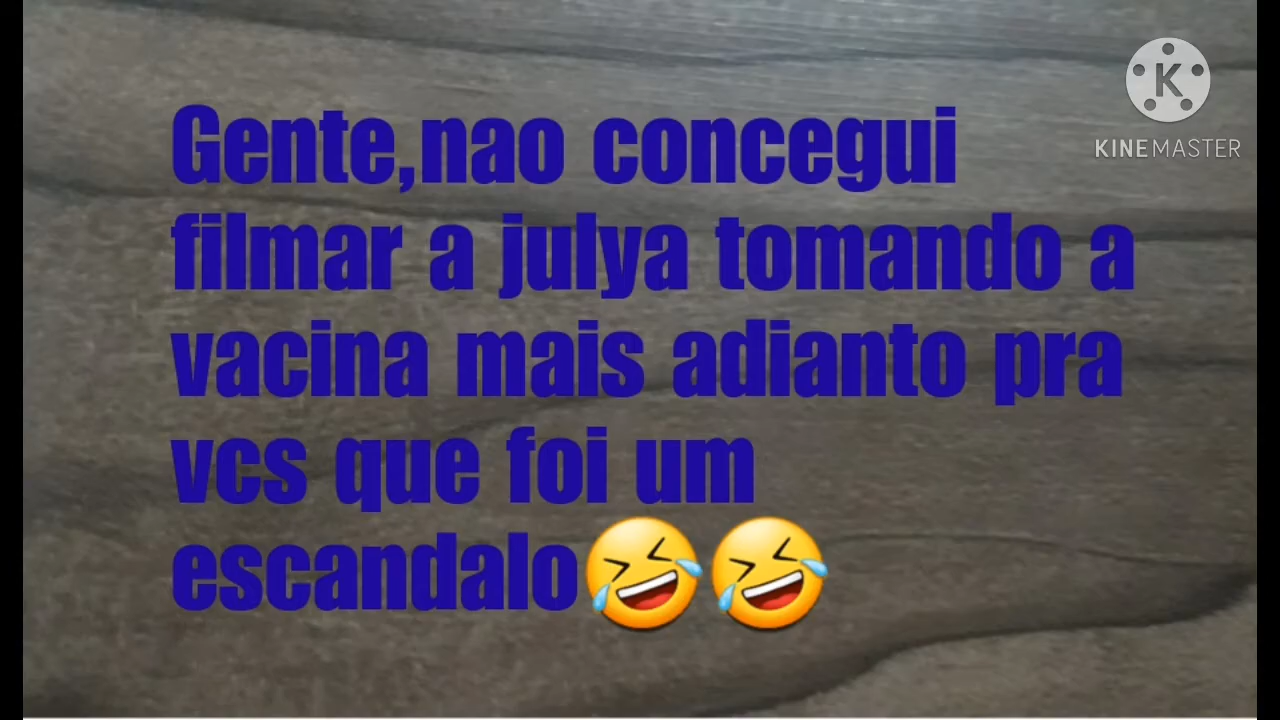 Gente,nao concegui
filmar a julya tomando a
vacina mais adianto pra
vcs que foi um
escandalo🤣🤣
KINEMASTER